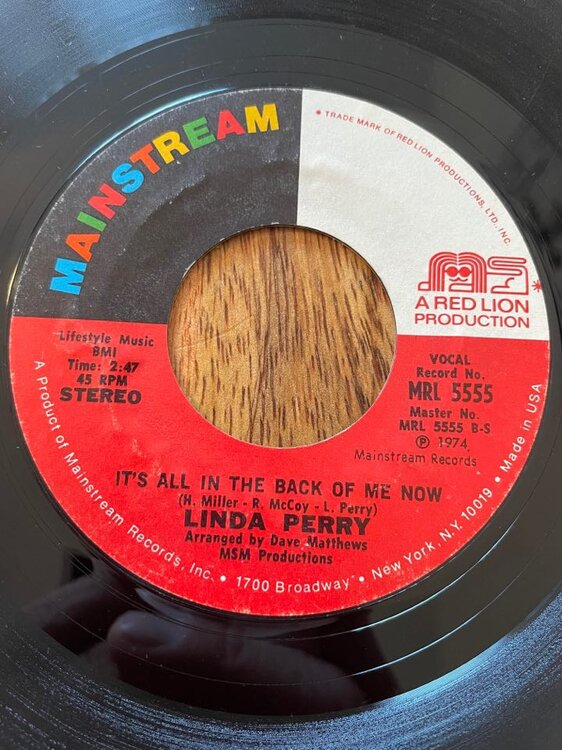 MAINSTREAM
* TRADE MARK OF RED LION PRODUCTIONS, LTD., INC.
MS *
A RED LION
PRODUCTION
Lifestyle Music
BMI
Time: 2:47
45 RPM
STEREO
VOCAL
Record No.
MRL 5555
Master No.
MRL 5555 B-S
℗ 1974,
Mainstream Records
IT'S ALL IN THE BACK OF ME NOW
(H. Miller - R. McCoy - L. Perry)
LINDA PERRY
Arranged by Dave Matthews
MSM Productions
A Product of Mainstream Records, Inc. • 1700 Broadway • New York, N.Y. 10019 • Made in USA